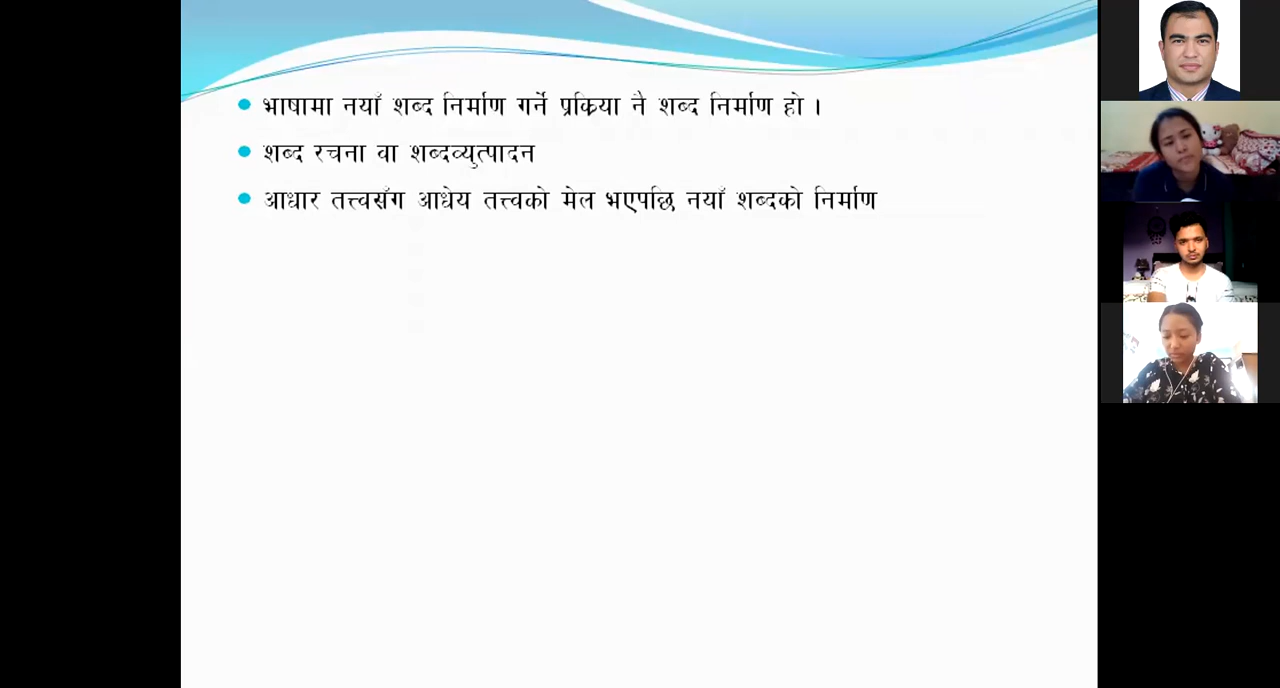 भाषामा नयाँ शब्द निर्माण गर्ने प्रक्रिया नै शब्द निर्माण हो ।
शब्द रचना वा शब्दव्युत्पादन
आधार तत्त्वसँग आधेय तत्त्वको मेल भएपछि नयाँ शब्दको निर्माण